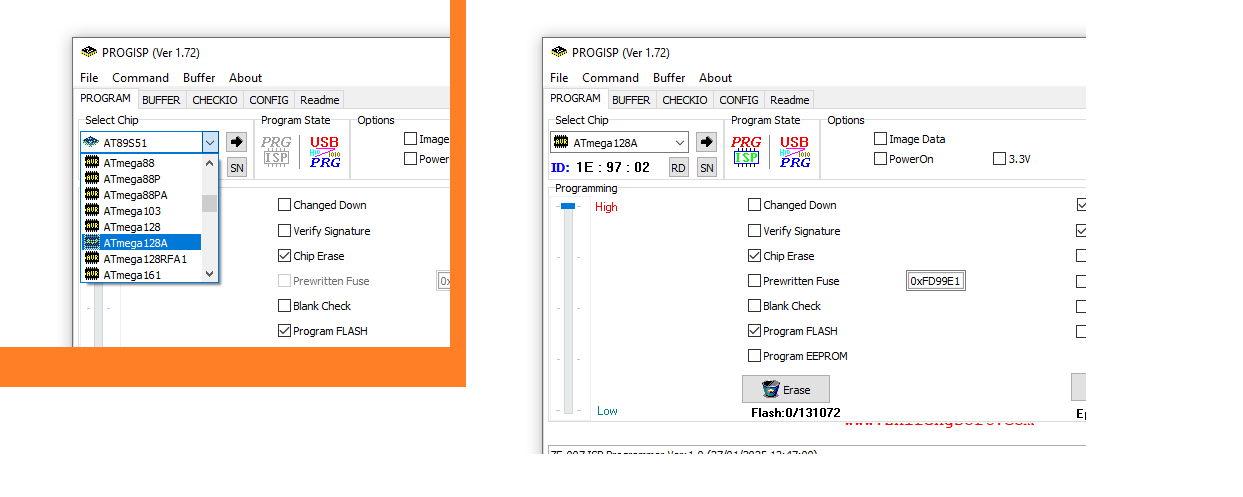 PROGISP (Ver 1.72)
File Command Buffer About
PROGRAM BUFFER CHECKIO CONFIG Readme
Select Chip Program State Options
AT89S51 PRG ISP USB PRG Image
SN Power
ATmega88
ATmega88P
ATmega88PA
ATmega103
ATmega128
ATmega128A
ATmega128RFA1
ATmega161
Changed Down
Verify Signature
Chip Erase
Prewritten Fuse 0x
Blank Check
Program FLASH
PROGISP (Ver 1.72)
File Command Buffer About
PROGRAM BUFFER CHECKIO CONFIG Readme
Select Chip Program State Options
ATmega128A PRG ISP USB PRG Image Data
ID: 1E : 97 : 02 RD SN PowerOn 3.3V
Programming
High Changed Down
Verify Signature
Chip Erase
Prewritten Fuse 0xFD99E1
Blank Check
Program FLASH
Program EEPROM
Erase
Low Flash:0/131072